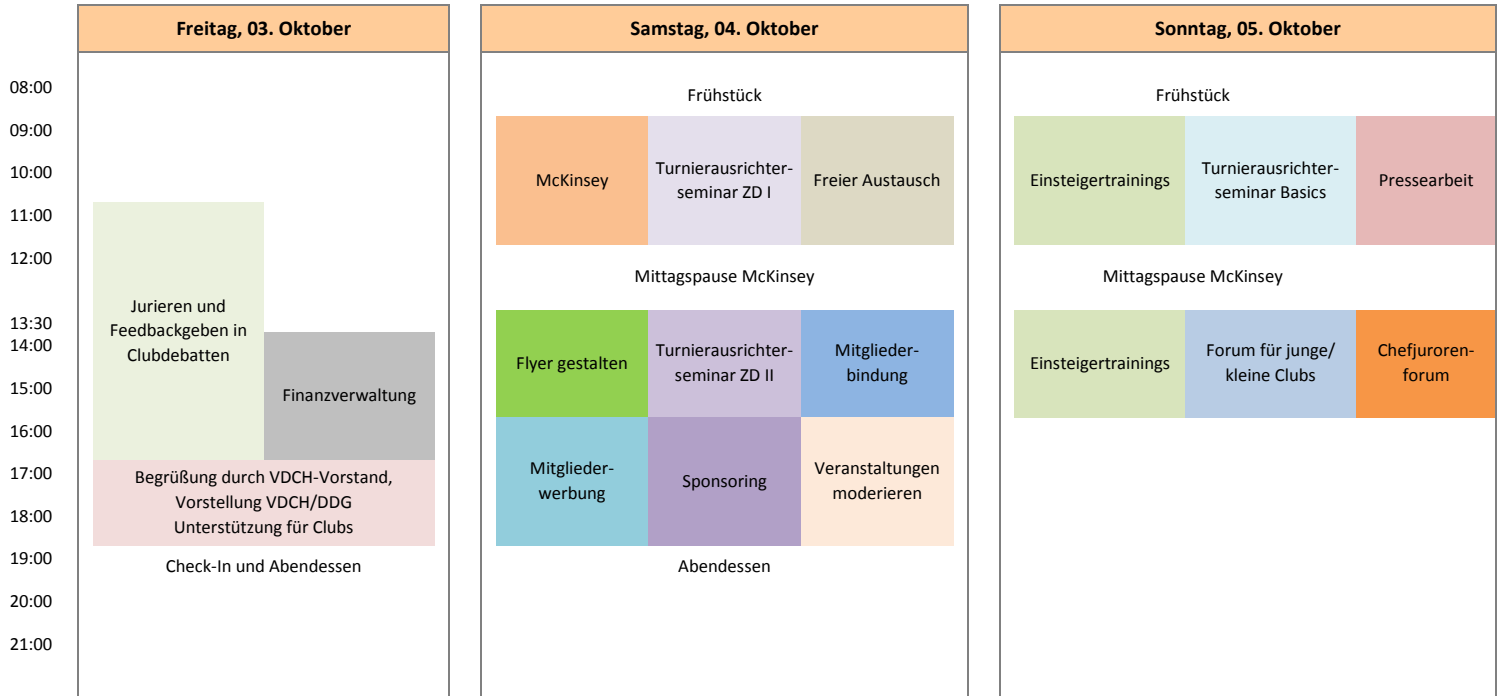 Freitag, 03. Oktober
Samstag, 04. Oktober
Sonntag, 05. Oktober
08:00
09:00
10:00
11:00
12:00
13:30
14:00
15:00
16:00
17:00
18:00
19:00
20:00
21:00
Jurieren und
Feedbackgeben in
Clubdebatten
Finanzverwaltung
Begrüßung durch VDCH-Vorstand,
Vorstellung VDCH/DDG
Unterstützung für Clubs
Check-In und Abendessen
Frühstück
McKinsey
Turnierausrichter-
seminar ZD I
Freier Austausch
Mittagspause McKinsey
Flyer gestalten
Turnierausrichter-
seminar ZD II
Mitglieder-
bindung
Mitglieder-
werbung
Sponsoring
Veranstaltungen
moderieren
Abendessen
Frühstück
Einsteigertrainings
Turnierausrichter-
seminar Basics
Pressearbeit
Mittagspause McKinsey
Einsteigertrainings
Forum für junge/
kleine Clubs
Chefjuroren-
forum